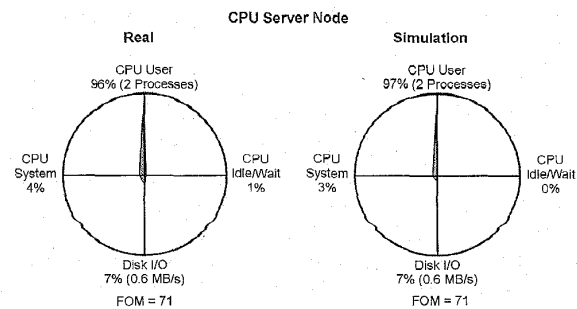 CPU Server Node
Real
CPU User
96% (2 Processes)
CPU
System
4%
CPU
Idle/Wait
1%
Disk I/O
7% (0.6 MB/s)
FOM = 71
Simulation
CPU User
97% (2 Processes)
CPU
System
3%
CPU
Idle/Wait
0%
Disk I/O
7% (0.6 MB/s)
FOM = 71